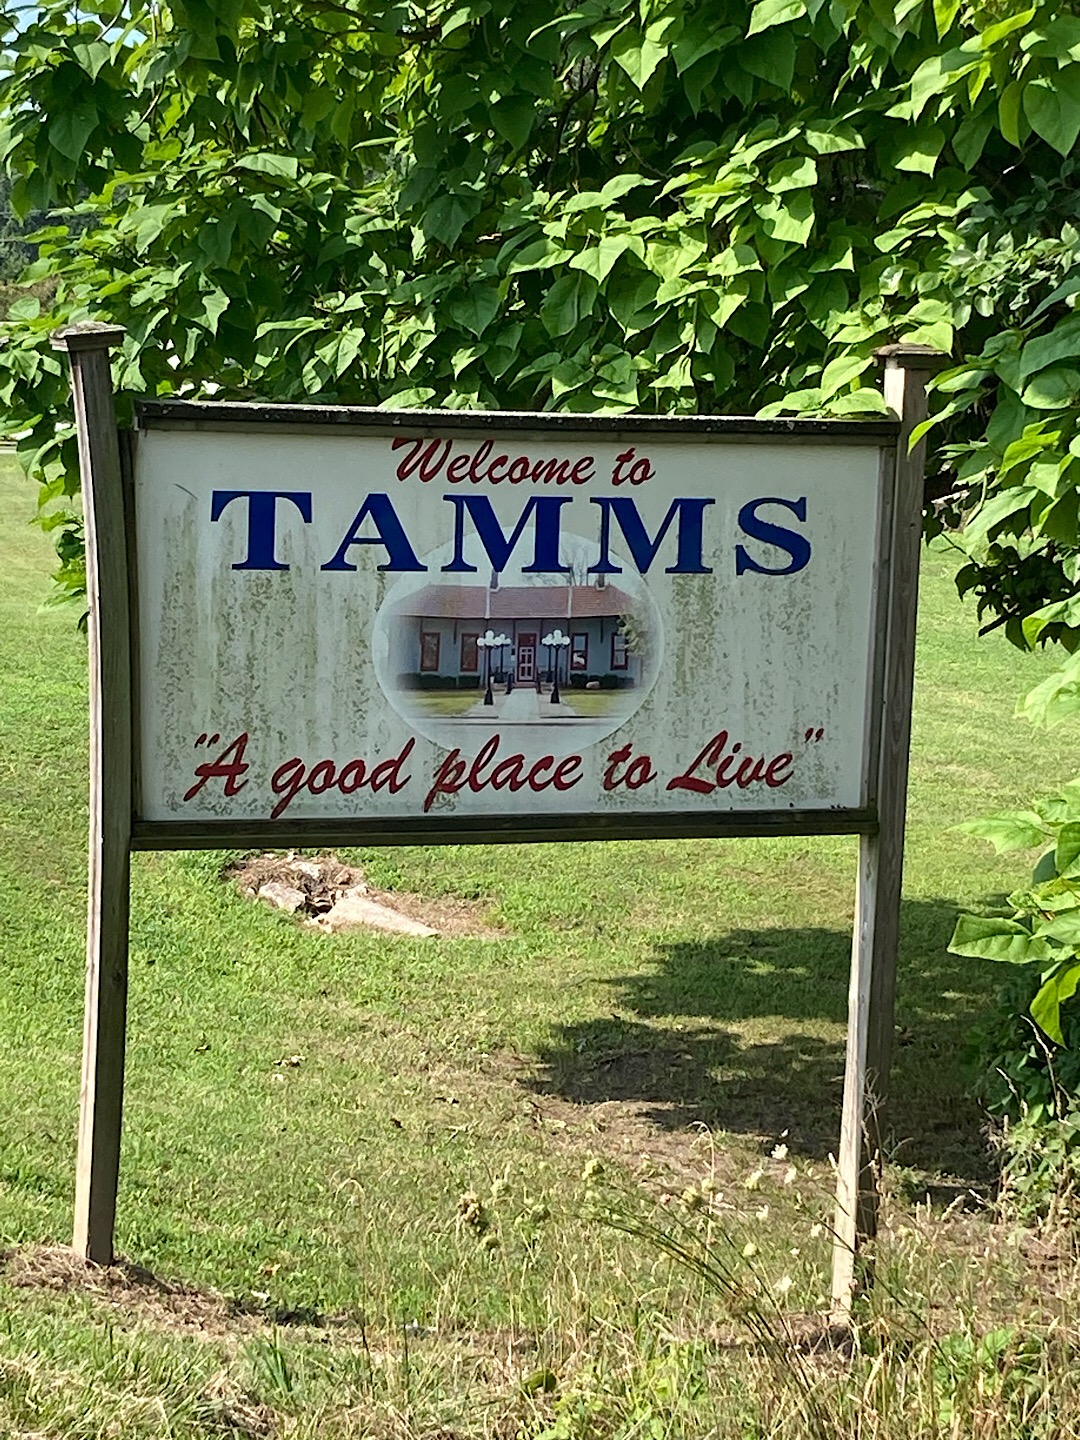 Welcome to
TAMMS
"A good place to Live"